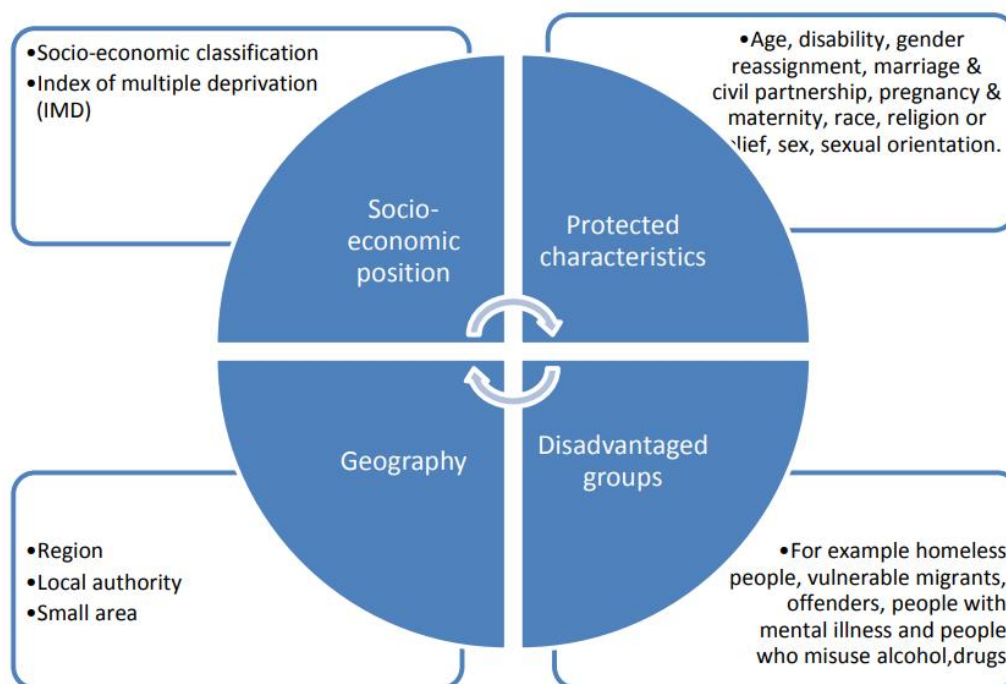 •Socio-economic classification
•Index of multiple deprivation
(IMD)
•Age, disability, gender
reassignment, marriage &
civil partnership, pregnancy &
maternity, race, religion or
sex, sexual orientation.
Socio-
economic
position
Protected
characteristics
Geography
Disadvantaged
groups
•Region
•Local authority
•Small area
•For example homeless
people, vulnerable migrants,
offenders, people with
mental illness and people
who misuse alcohol,drugs